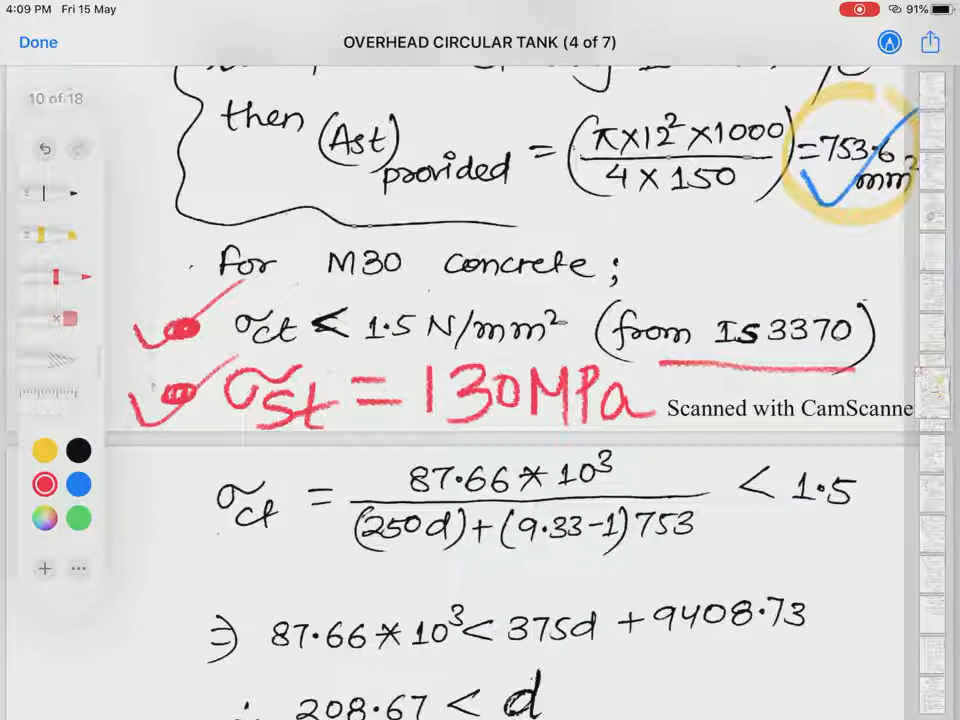 4:09 PM Fri 15 May
91%
Done
OVERHEAD CIRCULAR TANK (4 of 7)
10 of 18
then (Ast)provided = (π×12²×1000 / 4×150) = 753.6 mm²
for M30 concrete;
σct < 1.5 N/mm² (from IS 3370)
σst = 130MPa
Scanned with CamScanne
σct = 87.66*10³ / (250d)+(9.33-1)753 < 1.5
⇒ 87.66*10³ < 375d + 9408.73
∴ 208.67 < d